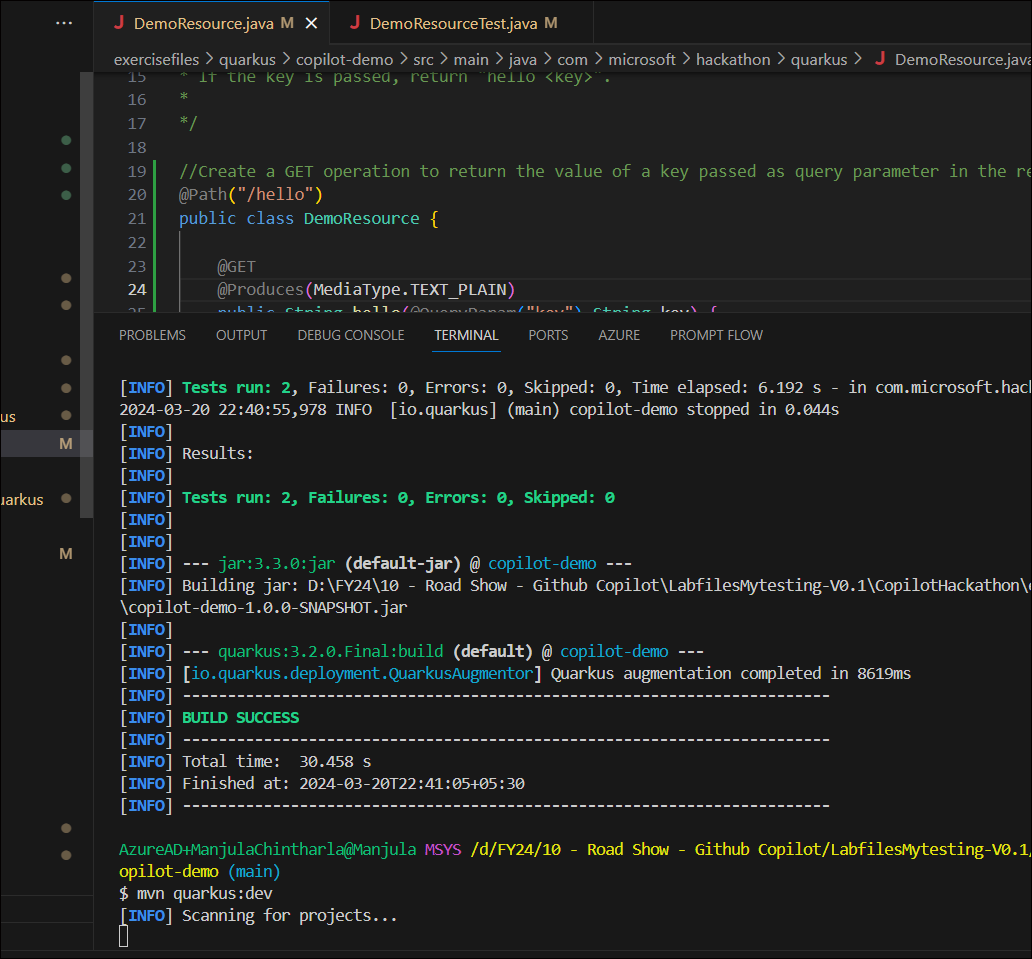 ... DemoResource.java M × DemoResourceTest.java M
exercisefiles > quarkus > copilot-demo > src > main > java > com > microsoft > hackathon > quarkus > DemoResource.java
15 * If the key is passed, return "hello <key>".
16 *
17 */
18
19 //Create a GET operation to return the value of a key passed as query parameter in the re
20 @Path("/hello")
21 public class DemoResource {
22
23 @GET
24 @Produces(MediaType.TEXT_PLAIN)
25 public String hello(@QueryParam("key") String key) {
PROBLEMS OUTPUT DEBUG CONSOLE TERMINAL PORTS AZURE PROMPT FLOW
[INFO] Tests run: 2, Failures: 0, Errors: 0, Skipped: 0, Time elapsed: 6.192 s - in com.microsoft.hac
2024-03-20 22:40:55,978 INFO [io.quarkus] (main) copilot-demo stopped in 0.044s
us
[INFO]
M
[INFO] Results:
[INFO]
uarkus
[INFO] Tests run: 2, Failures: 0, Errors: 0, Skipped: 0
[INFO]
[INFO]
M
[INFO] --- jar:3.3.0:jar (default-jar) @ copilot-demo ---
[INFO] Building jar: D:\FY24\10 - Road Show - Github Copilot\LabfilesMytesting-V0.1\CopilotHackathon\
\copilot-demo-1.0.0-SNAPSHOT.jar
[INFO]
[INFO] --- quarkus:3.2.0.Final:build (default) @ copilot-demo ---
[INFO] [io.quarkus.deployment.QuarkusAugmentor] Quarkus augmentation completed in 8619ms
[INFO] ------------------------------------------------------------------------
[INFO] BUILD SUCCESS
[INFO] ------------------------------------------------------------------------
[INFO] Total time:  30.458 s
[INFO] Finished at: 2024-03-20T22:41:05+05:30
[INFO] ------------------------------------------------------------------------
AzureAD+ManjulaChintharla@Manjula MSYS /d/FY24/10 - Road Show - Github Copilot/LabfilesMytesting-V0.1/
opilot-demo (main)
$ mvn quarkus:dev
[INFO] Scanning for projects...